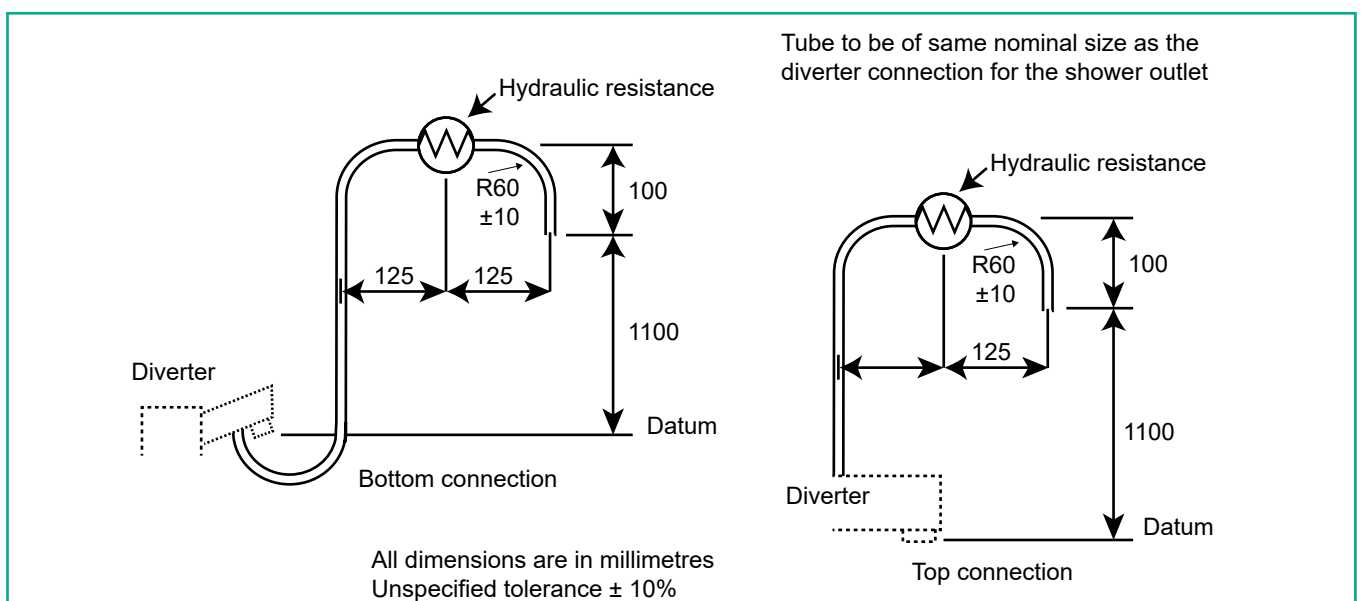 Tube to be of same nominal size as the
diverter connection for the shower outlet
Hydraulic resistance
R60
±10
100
125
125
1100
Diverter
Datum
Bottom connection
All dimensions are in millimetres
Unspecified tolerance ± 10%
Hydraulic resistance
R60
±10
100
125
1100
Diverter
Datum
Top connection